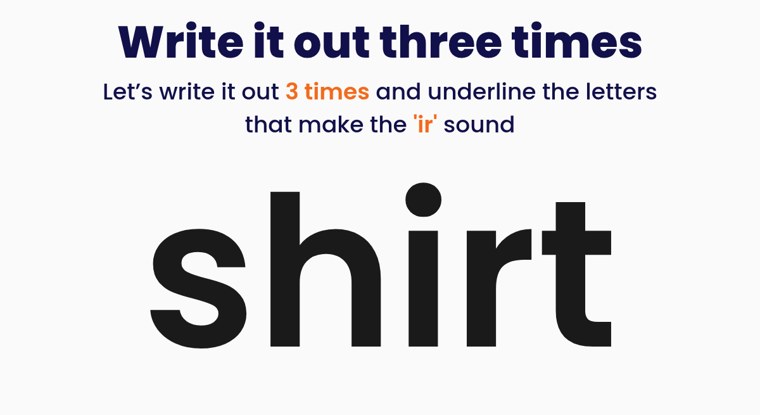 Write it out three times
Let’s write it out 3 times and underline the letters
that make the 'ir' sound
shirt